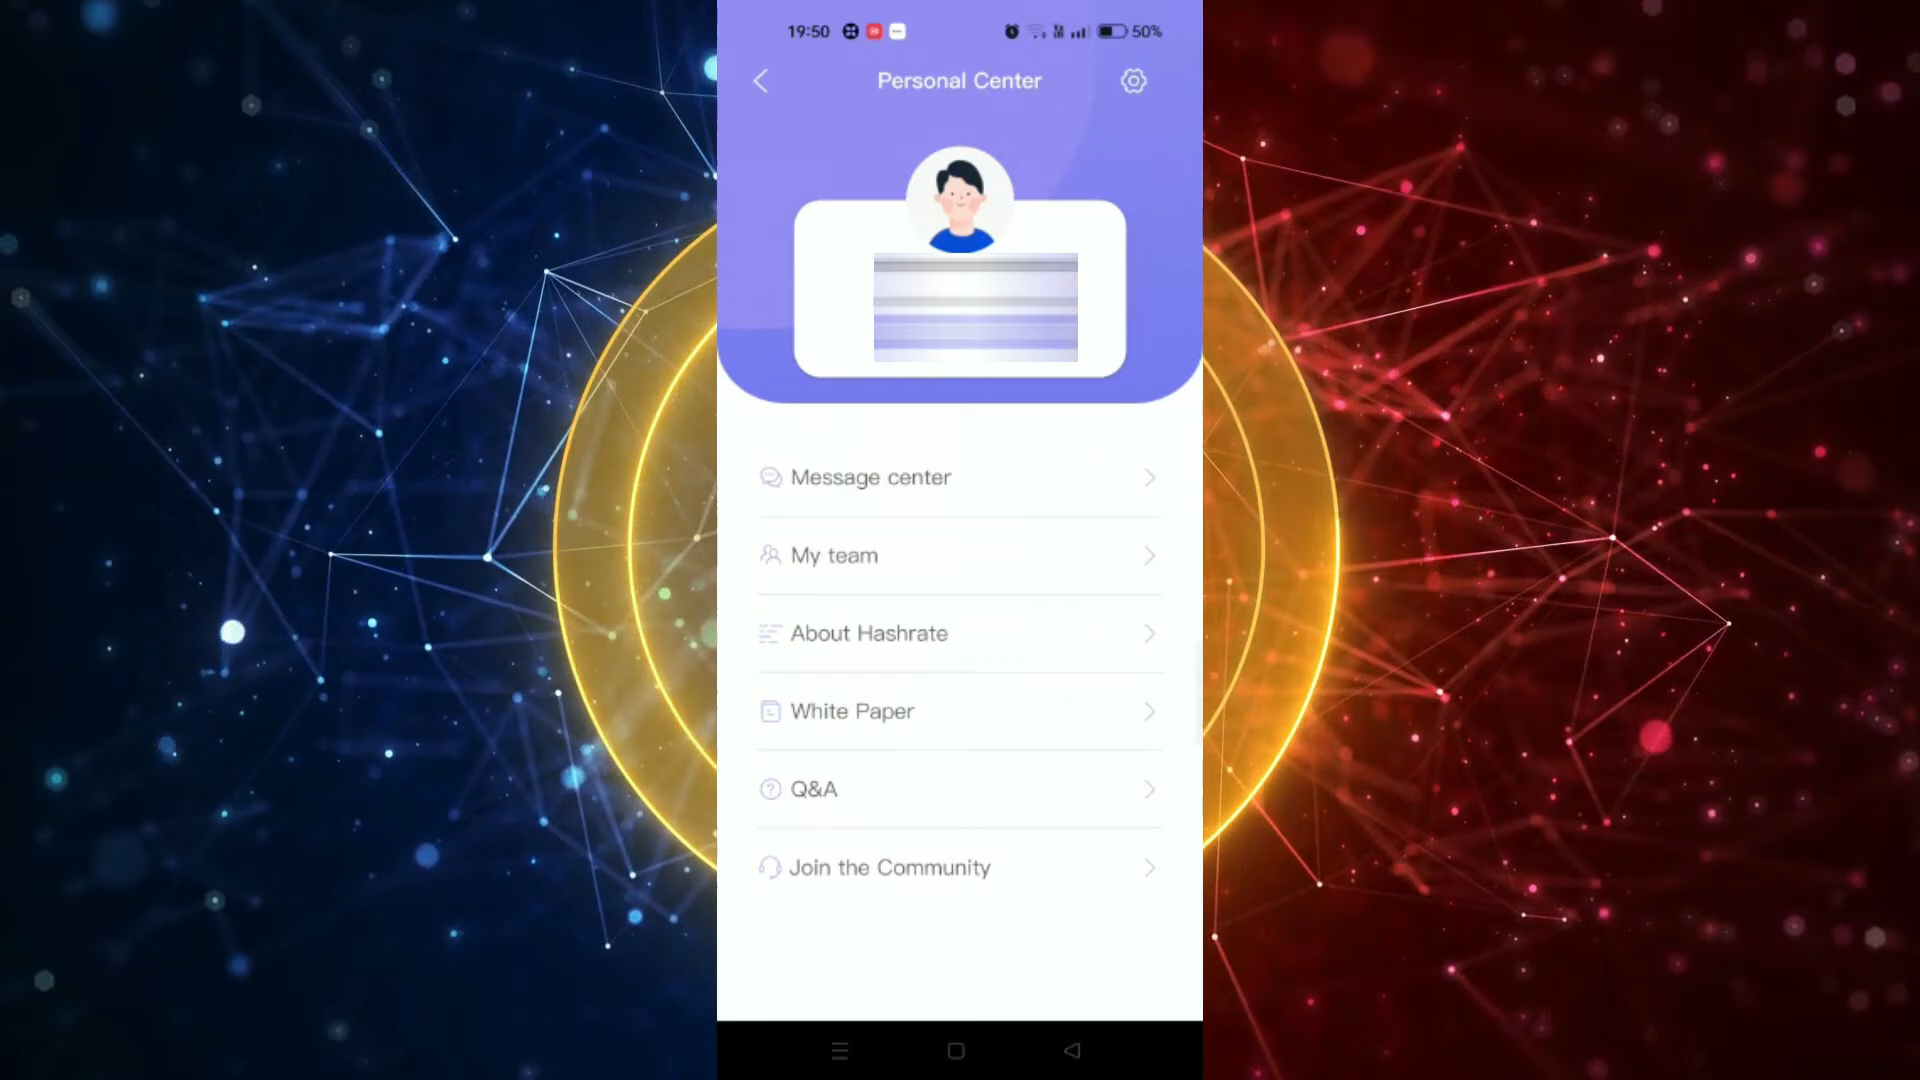 19:50 50%
Personal Center
Message center
My team
About Hashrate
White Paper
Q&A
Join the Community